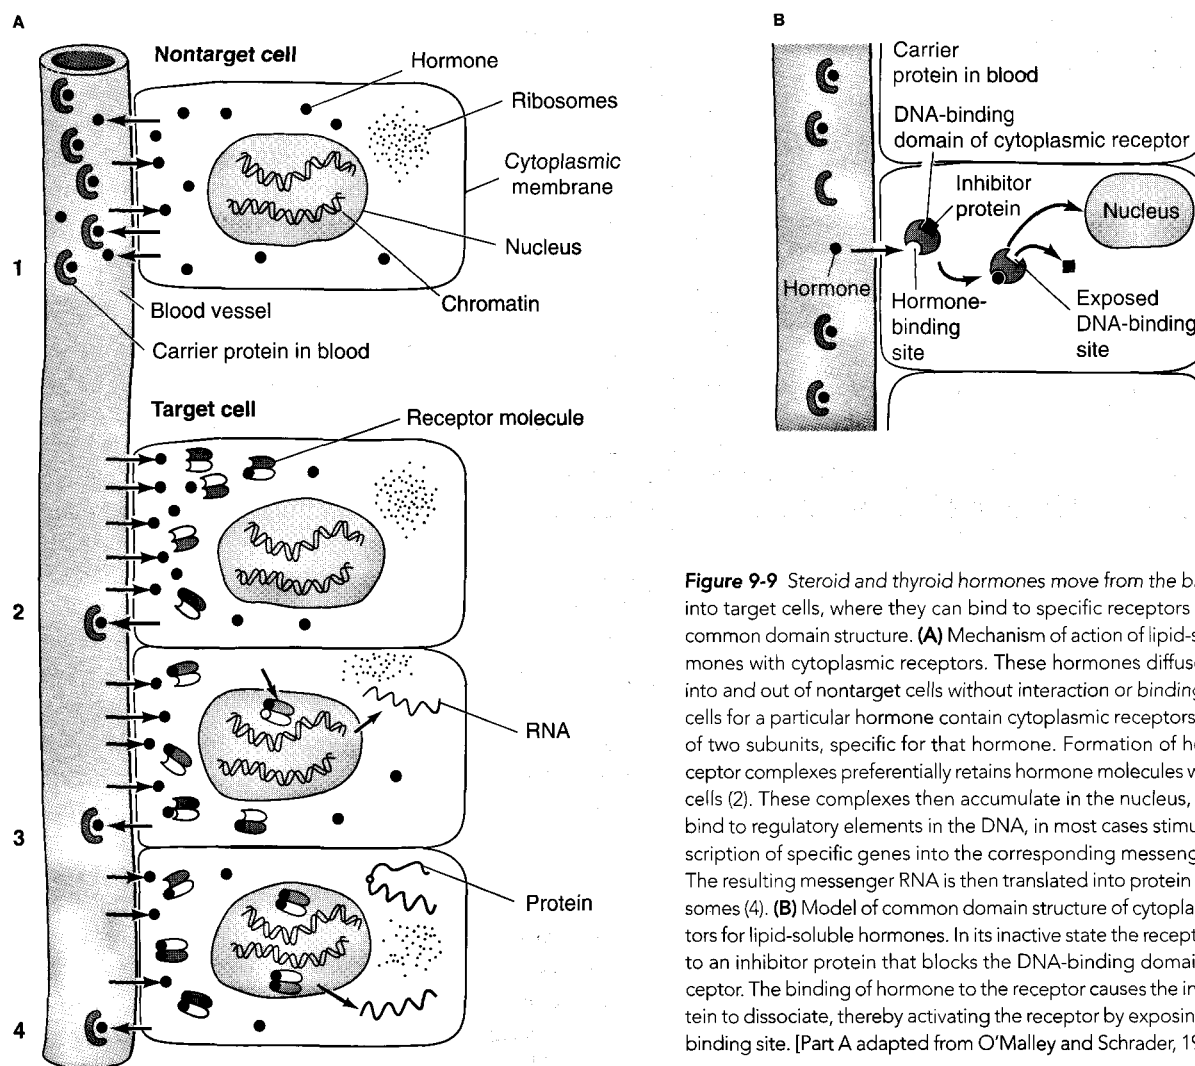 A
Nontarget cell
Hormone
Ribosomes
Cytoplasmic
membrane
Nucleus
Chromatin
1
Blood vessel
Carrier protein in blood
Target cell
Receptor molecule
2
RNA
3
Protein
4
B
Carrier
protein in blood
DNA-binding
domain of cytoplasmic receptor
Inhibitor
protein
Nucleus
Hormone
Hormone-
binding
site
Exposed
DNA-binding
site
Figure 9-9 Steroid and thyroid hormones move from the
into target cells, where they can bind to specific receptors
common domain structure. (A) Mechanism of action of lipid-s
mones with cytoplasmic receptors. These hormones diffuse
into and out of nontarget cells without interaction or binding
cells for a particular hormone contain cytoplasmic receptors
of two subunits, specific for that hormone. Formation of
ceptor complexes preferentially retains hormone molecules
cells (2). These complexes then accumulate in the nucleus,
bind to regulatory elements in the DNA, in most cases stimu
scription of specific genes into the corresponding messeng
The resulting messenger RNA is then translated into protein
somes (4). (B) Model of common domain structure of cytopla
tors for lipid-soluble hormones. In its inactive state the recept
to an inhibitor protein that blocks the DNA-binding domai
ceptor. The binding of hormone to the receptor causes the in
tein to dissociate, thereby activating the receptor by exposin
binding site. [Part A adapted from O'Malley and Schrader, 19